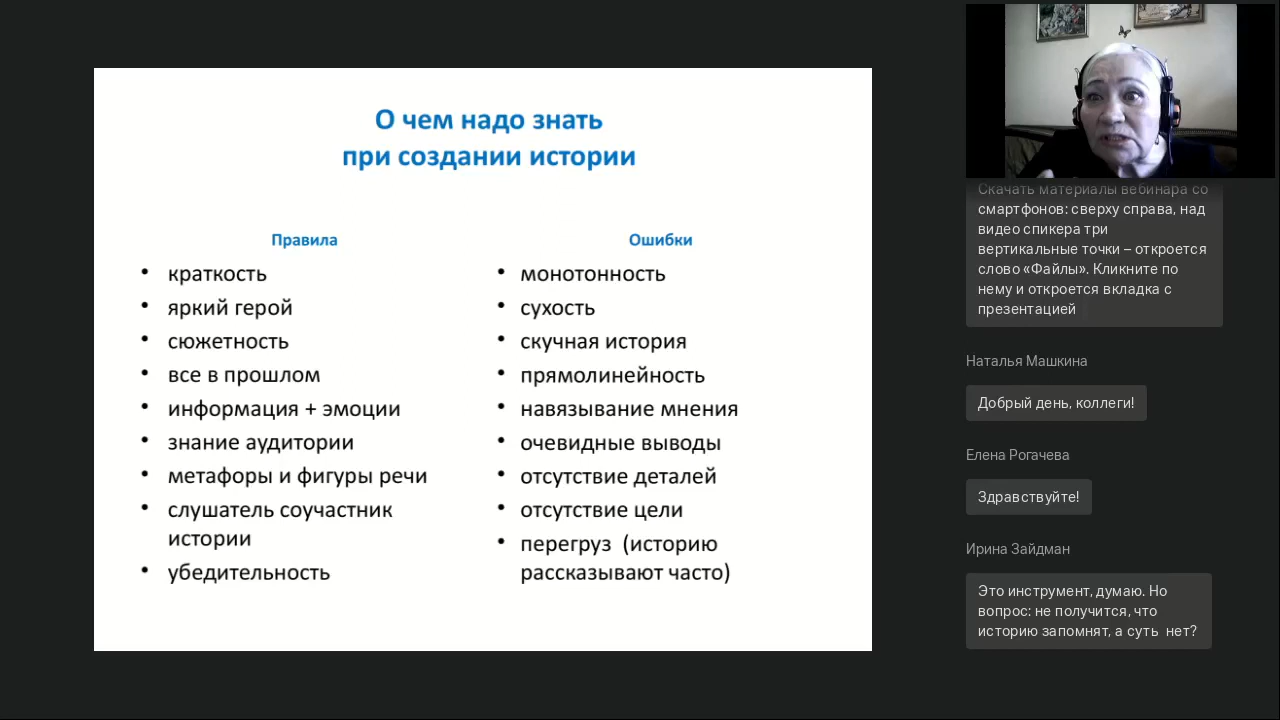 О чем надо знать
при создании истории
Правила
• краткость
• яркий герой
• сюжетность
• все в прошлом
• информация + эмоции
• знание аудитории
• метафоры и фигуры речи
• слушатель соучастник
истории
• убедительность
Ошибки
• монотонность
• сухость
• скучная история
• прямолинейность
• навязывание мнения
• очевидные выводы
• отсутствие деталей
• отсутствие цели
• перегруз  (историю
рассказывают часто)
Скачать материалы вебинара со
смартфонов: сверху справа, над
видео спикера три
вертикальные точки – откроется
слово «Файлы». Кликните по
нему и откроется вкладка с
презентацией
Наталья Машкина
Добрый день, коллеги!
Елена Рогачева
Здравствуйте!
Ирина Зайдман
Это инструмент, думаю. Но
вопрос: не получится, что
историю запомнят, а суть  нет?